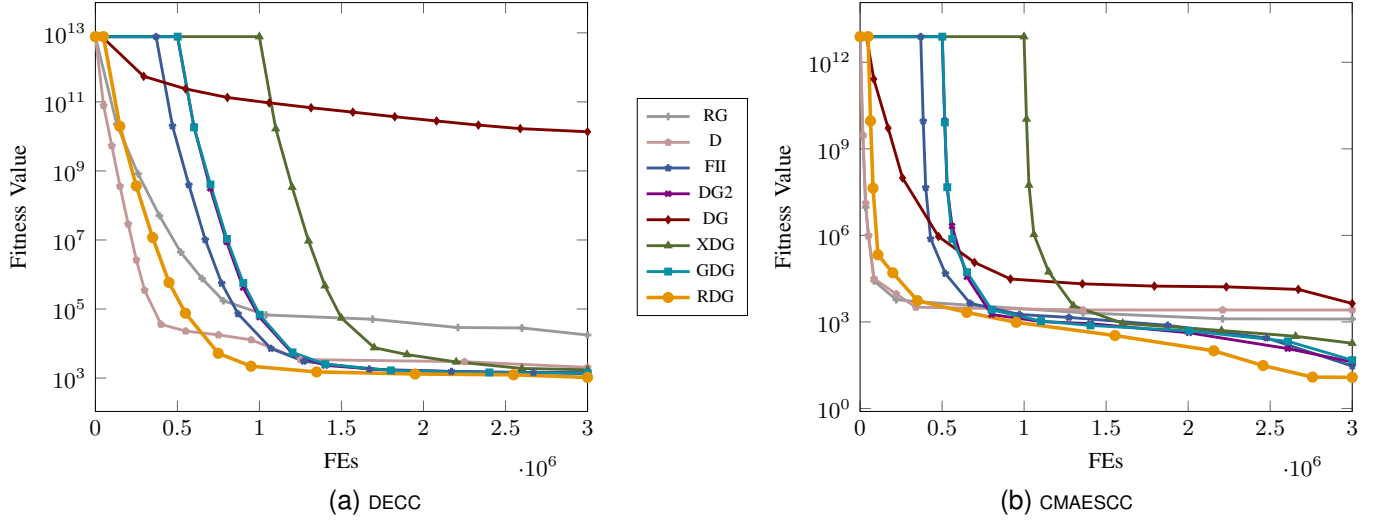 10^13
10^11
10^9
10^7
10^5
10^3
Fitness Value
0 0.5 1 1.5 2 2.5 3
FEs
·10^6
(a) DECC
RG
D
FII
DG2
DG
XDG
GDG
RDG
10^12
10^9
10^6
10^3
10^0
Fitness Value
0 0.5 1 1.5 2 2.5 3
FEs
·10^6
(b) CMAESCC